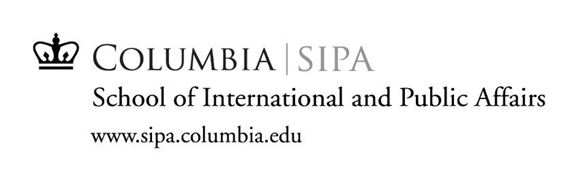 COLUMBIA | SIPA
School of International and Public Affairs
www.sipa.columbia.edu